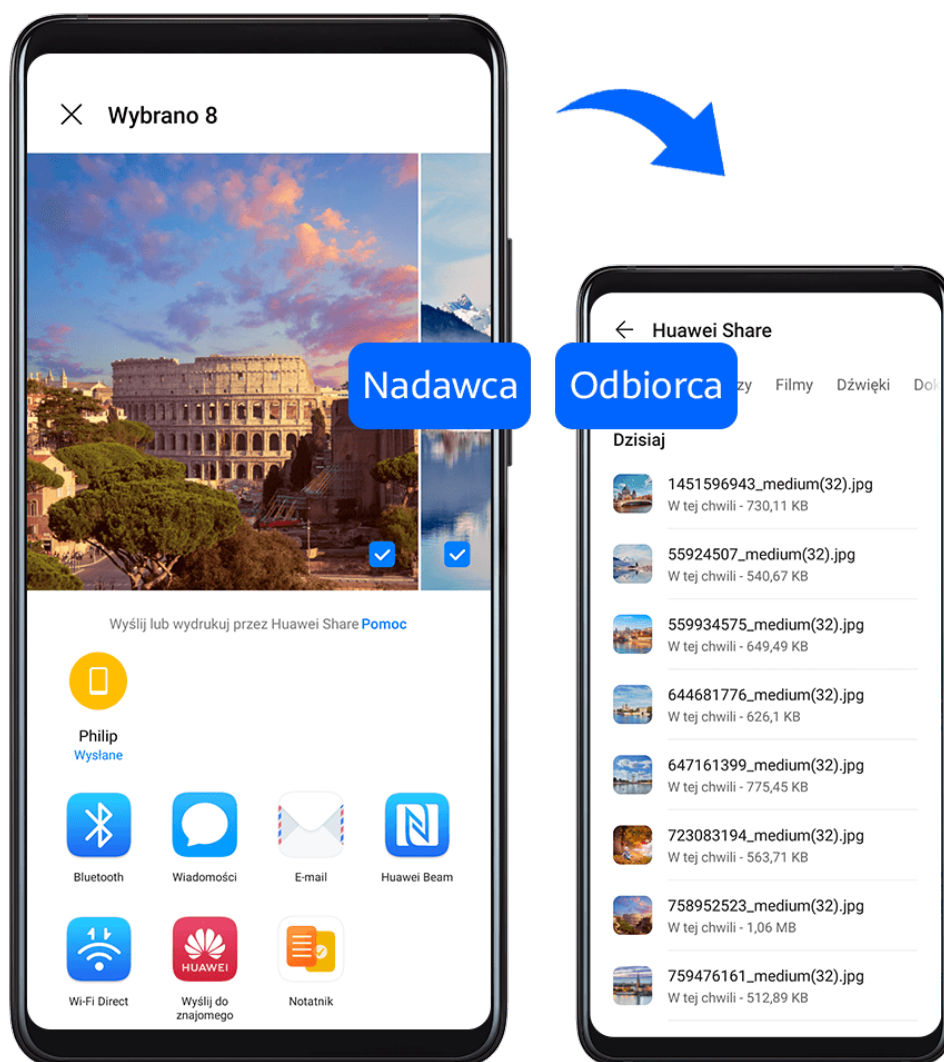 Wybrano 8
Nadawca
Wyślij lub wydrukuj przez Huawei Share Pomoc
Philip
Wysłane
Bluetooth
Wiadomości
E-mail
Huawei Beam
HUAWEI
Wi-Fi Direct
Wyślij do
znajomego
Notatnik
Huawei Share
Odbiorca
Filmy Dźwięki
Dzisiaj
1451596943_medium(32).jpg
W tej chwili - 730,11 KB
55924507_medium(32).jpg
W tej chwili - 540,67 KB
559934575_medium(32).jpg
W tej chwili - 649,49 KB
644681776_medium(32).jpg
W tej chwili - 626,1 KB
647161399_medium(32).jpg
W tej chwili - 775,45 KB
723083194_medium(32).jpg
W tej chwili - 563,71 KB
758952523_medium(32).jpg
W tej chwili - 1,06 MB
759476161_medium(32).jpg
W tej chwili - 512,89 KB